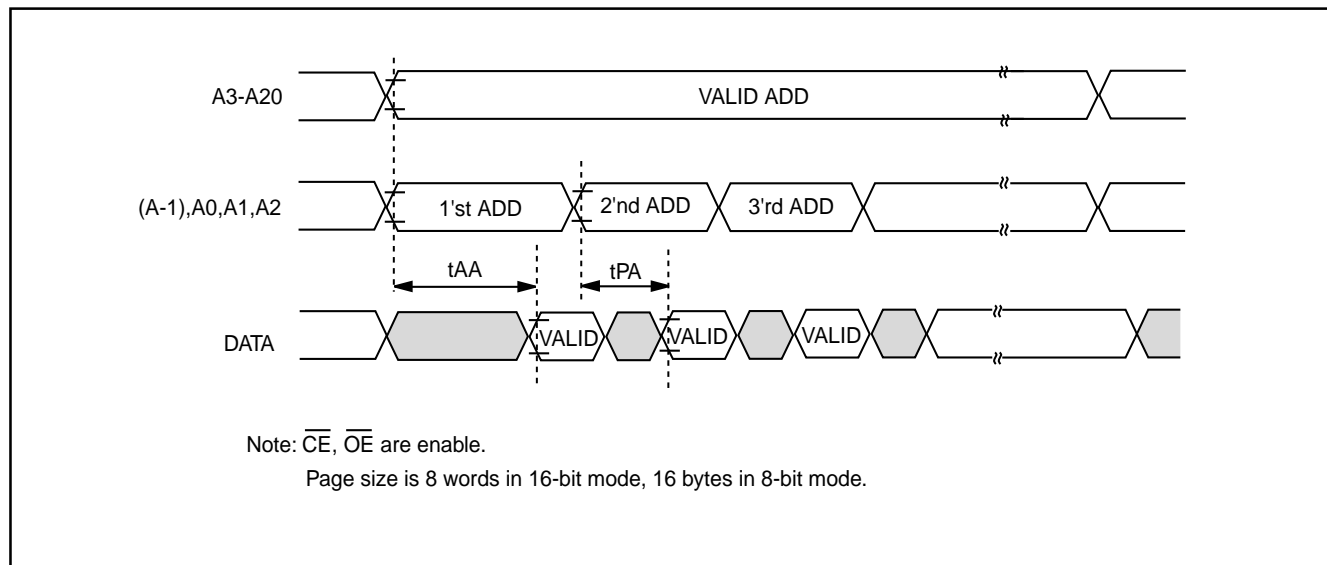 A3-A20
VALID ADD
(A-1),A0,A1,A2
1'st ADD
2'nd ADD
3'rd ADD
tAA
tPA
DATA
VALID
VALID
VALID
Note: CE, OE are enable.
Page size is 8 words in 16-bit mode, 16 bytes in 8-bit mode.